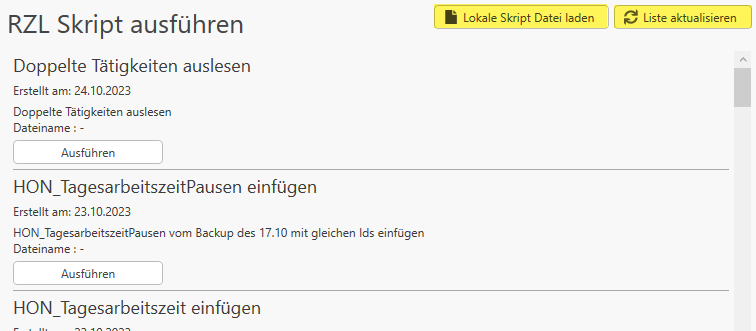 RZL Skript ausführen
Lokale Skript Datei laden
Liste aktualisieren
Doppelte Tätigkeiten auslesen
Erstellt am: 24.10.2023
Doppelte Tätigkeiten auslesen
Dateiname : -
Ausführen
HON_TagesarbeitszeitPausen einfügen
Erstellt am: 23.10.2023
HON_TagesarbeitszeitPausen vom Backup des 17.10 mit gleichen Ids einfügen
Dateiname : -
Ausführen
HON_Tagesarbeitszeit einfügen